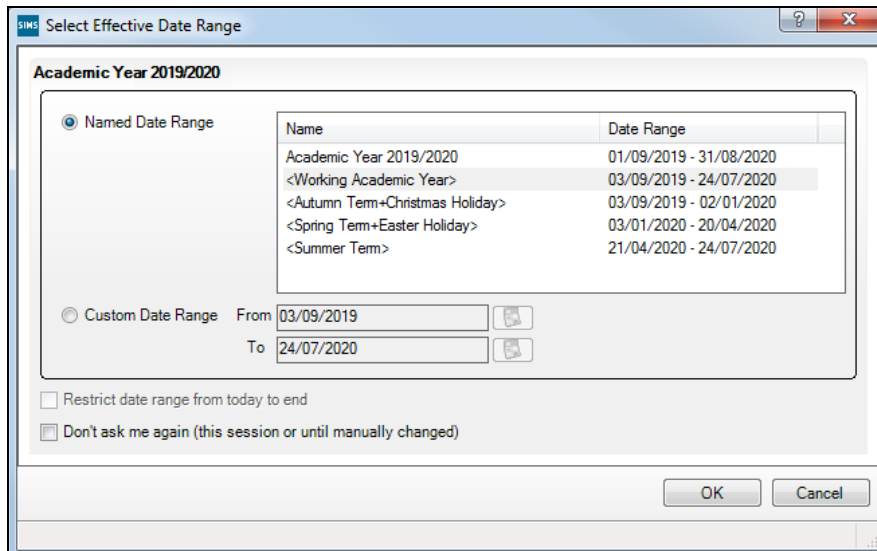 SIMS Select Effective Date Range ? X
Academic Year 2019/2020
Named Date Range
Name Date Range
Academic Year 2019/2020 01/09/2019 - 31/08/2020
<Working Academic Year> 03/09/2019 - 24/07/2020
<Autumn Term+Christmas Holiday> 03/09/2019 - 02/01/2020
<Spring Term+Easter Holiday> 03/01/2020 - 20/04/2020
<Summer Term> 21/04/2020 - 24/07/2020
Custom Date Range From 03/09/2019
To 24/07/2020
Restrict date range from today to end
Don't ask me again (this session or until manually changed)
OK Cancel